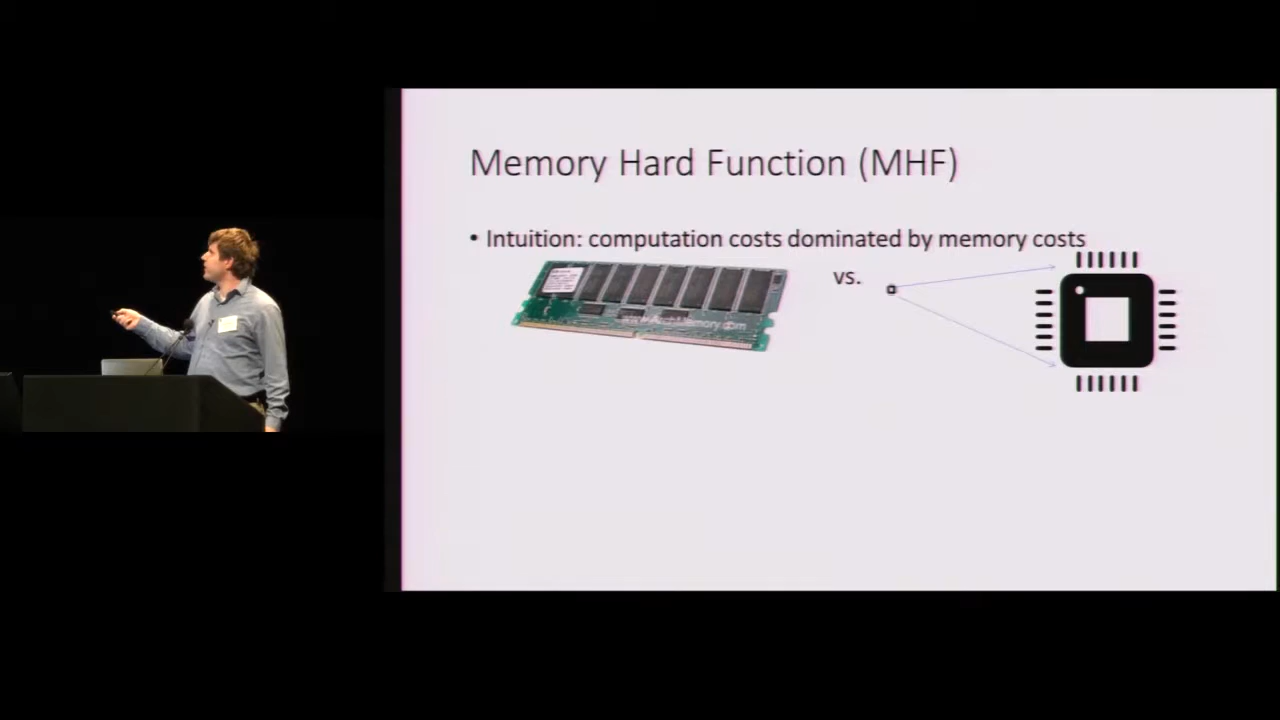 Memory Hard Function (MHF)
• Intuition: computation costs dominated by memory costs
vs.